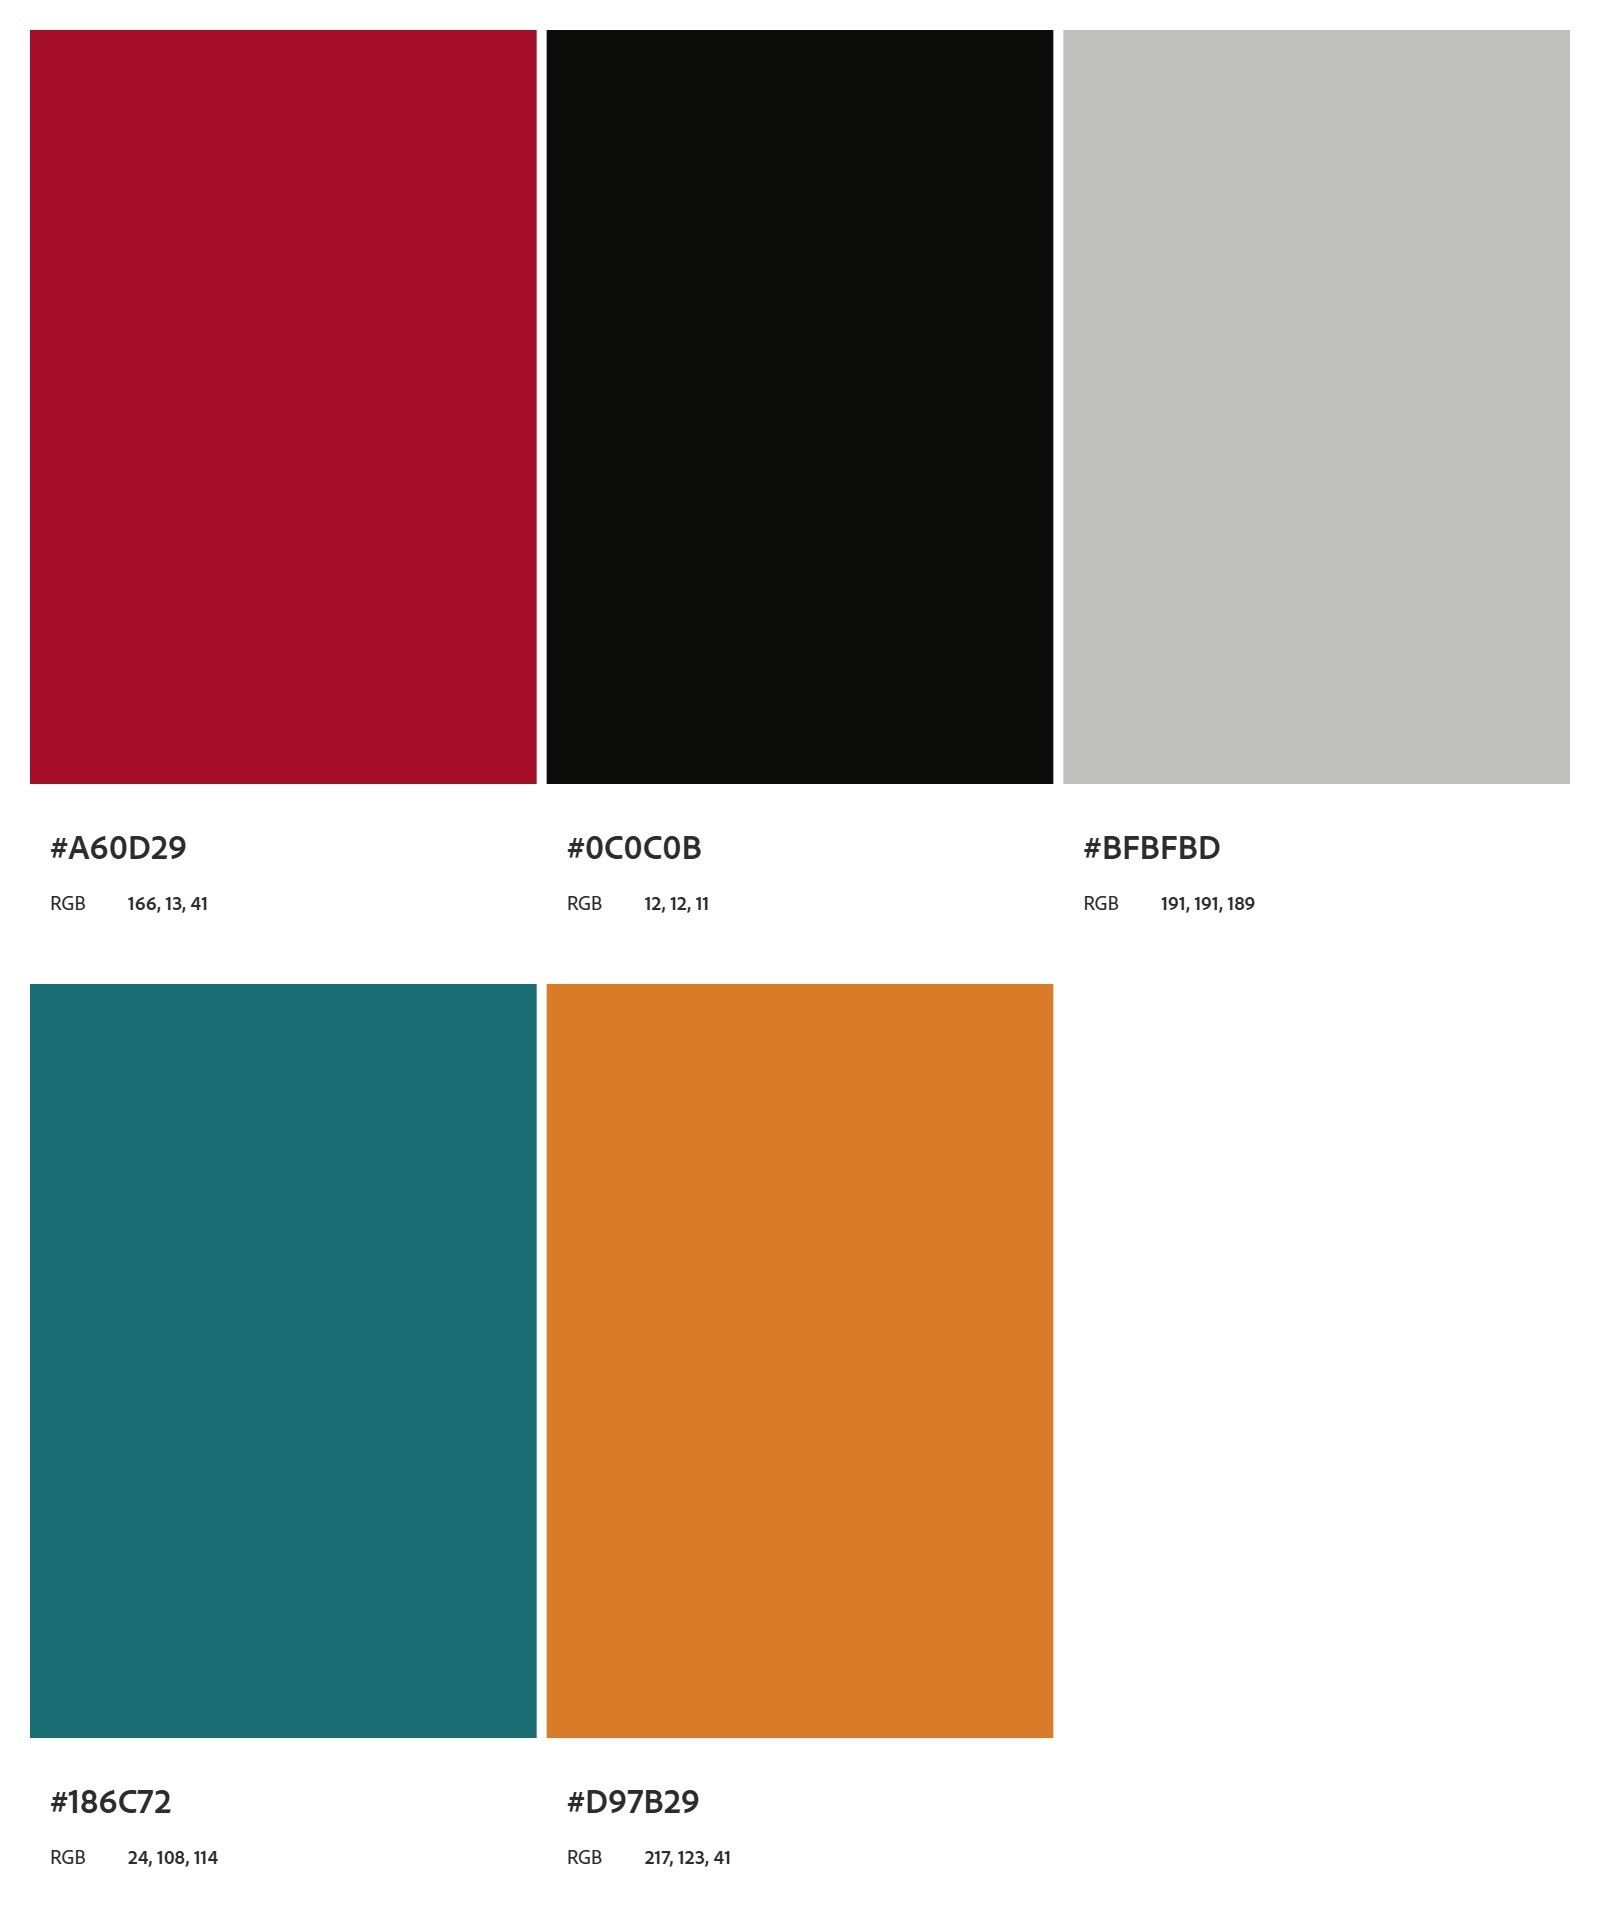 #A60D29
RGB 166, 13, 41
#0C0C0B
RGB 12, 12, 11
#BFBFBD
RGB 191, 191, 189
#186C72
RGB 24, 108, 114
#D97B29
RGB 217, 123, 41